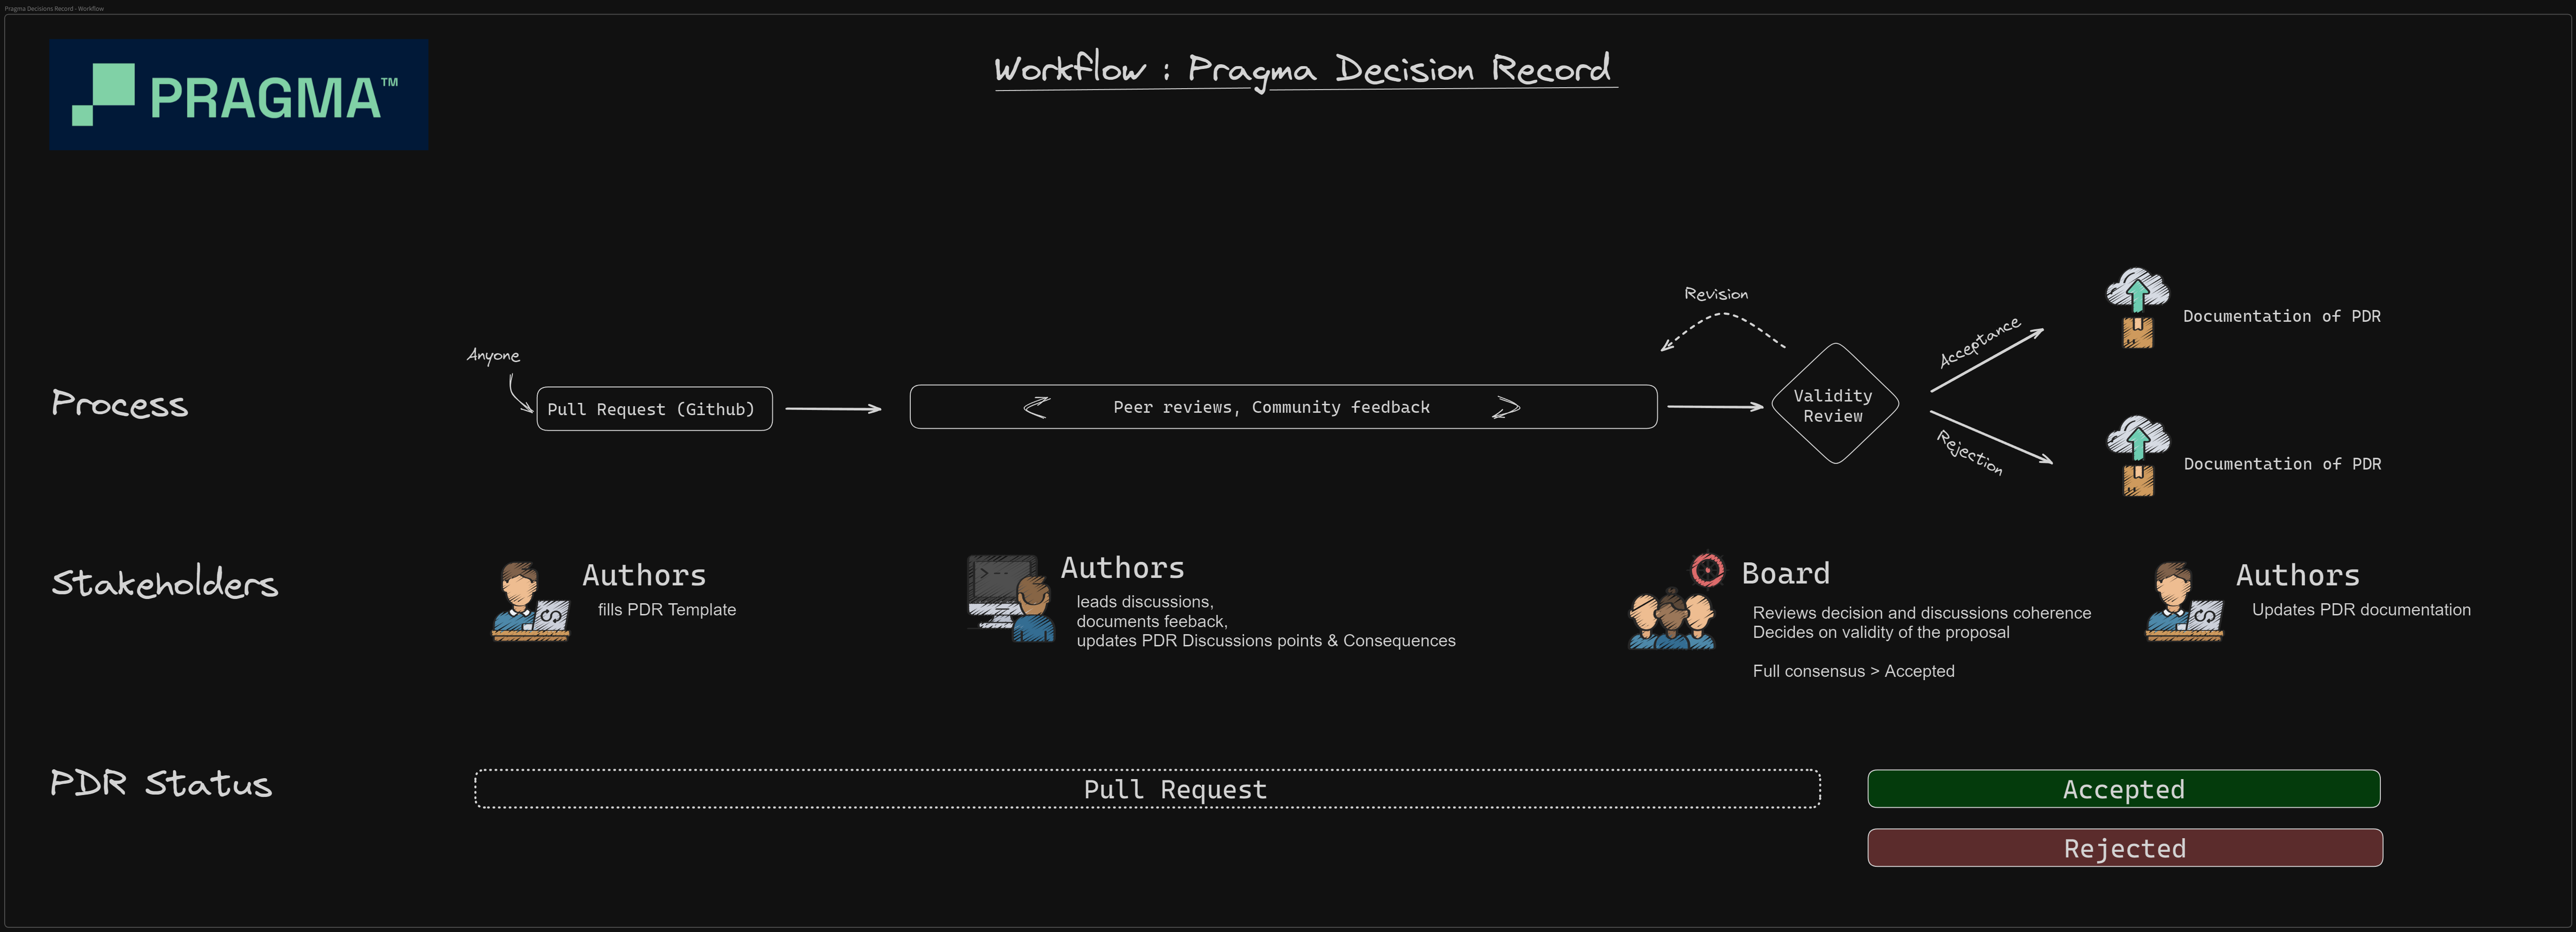 Pragma Decisions Record - Workflow
PRAGMA™
Workflow : Pragma Decision Record
Revision
Anyone
Acceptance
Documentation of PDR
Process
Pull Request (Github)
Peer reviews, Community feedback
Validity
Review
Rejection
Documentation of PDR
Stakeholders
Authors
fills PDR Template
Authors
leads discussions,
documents feeback,
updates PDR Discussions points & Consequences
Board
Reviews decision and discussions coherence
Decides on validity of the proposal
Full consensus > Accepted
Authors
Updates PDR documentation
PDR Status
Pull Request
Accepted
Rejected